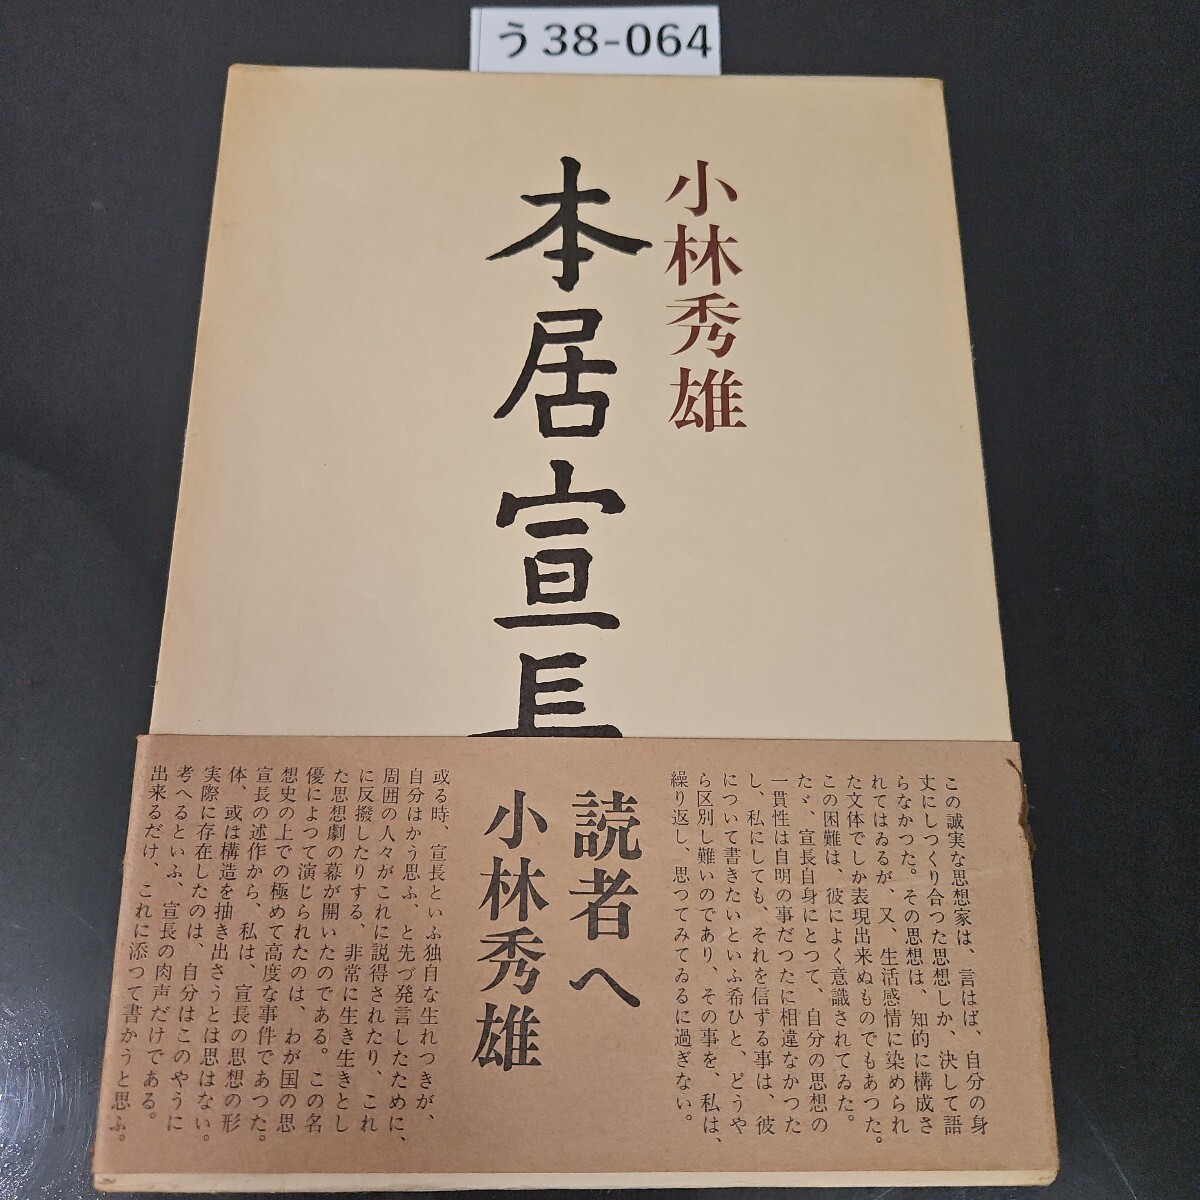 う38-064
小林秀雄
本居宣長
この誠実な思想家は、言はば、自分の身
丈にしつくり合つた思想しか、決して語
らなかつた。その思想は、知的に構成さ
れてはゐるが、又、生活感情に染められ
た文体でしか表現出来ぬものでもあつた。
この困難は、彼によく意識されてゐた。
たゞ、宣長自身にとつて、自分の思想の
一貫性は自明の事だつたに相違なかつた
し、私にしても、それを信ずる事は、彼
について書きたいといふ希ひと、どうや
ら区別し難いのであり、その事を、私は、
繰り返し、思つてみてゐるに過ぎない。
読者へ
小林秀雄
或る時、宣長といふ独自な生れつきが、
自分はかう思ふ、と先づ発言したために、
周囲の人々がこれに説得されたり、これ
に反撥したりする、非常に生き生きとし
た思想劇の幕が開いたのである。この名
優によつて演じられたのは、わが国の思
想史の上での極めて高度な事件であつた。
宣長の述作から、私は、宣長の思想の形
体、或は構造を抽き出さうとは思はない。
実際に存在したのは、自分はこのやうに
考へるといふ、宣長の肉声だけである。
出来るだけ、これに添つて書かうと思ふ。